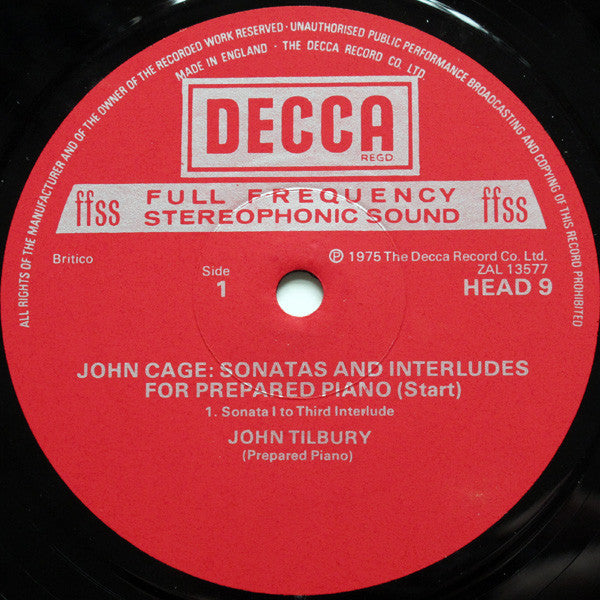 ALL RIGHTS OF THE MANUFACTURER AND OF THE OWNER OF THE RECORDED WORK RESERVED · UNAUTHORISED PUBLIC PERFORMANCE BROADCASTING AND COPYING OF THIS RECORD PROHIBITED
MADE IN ENGLAND · THE DECCA RECORD CO. LTD.
DECCA
REGD
ffss FULL FREQUENCY ffss
STEREOPHONIC SOUND
Britico
Side
1
Ⓟ 1975 The Decca Record Co. Ltd.
ZAL 13577
HEAD 9
JOHN CAGE: SONATAS AND INTERLUDES
FOR PREPARED PIANO (Start)
1. Sonata I to Third Interlude
JOHN TILBURY
(Prepared Piano)